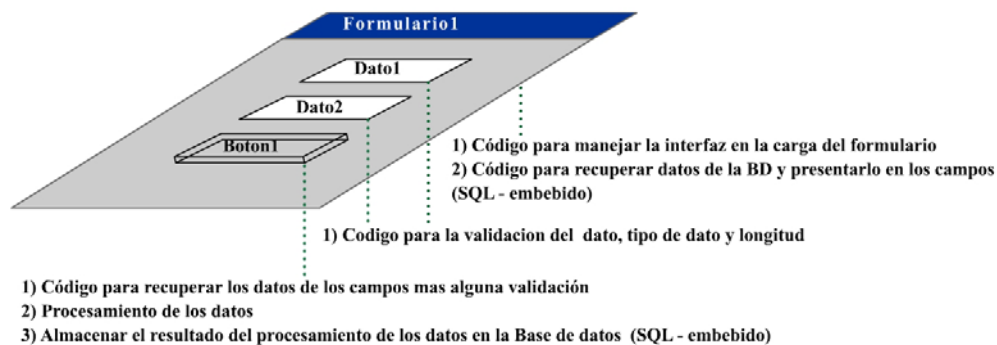 Formulario1
Dato1
Dato2
Boton1
1) Código para manejar la interfaz en la carga del formulario
2) Código para recuperar datos de la BD y presentarlo en los campos
(SQL - embebido)
1) Codigo para la validacion del dato, tipo de dato y longitud
1) Código para recuperar los datos de los campos mas alguna validación
2) Procesamiento de los datos
3) Almacenar el resultado del procesamiento de los datos en la Base de datos (SQL - embebido)